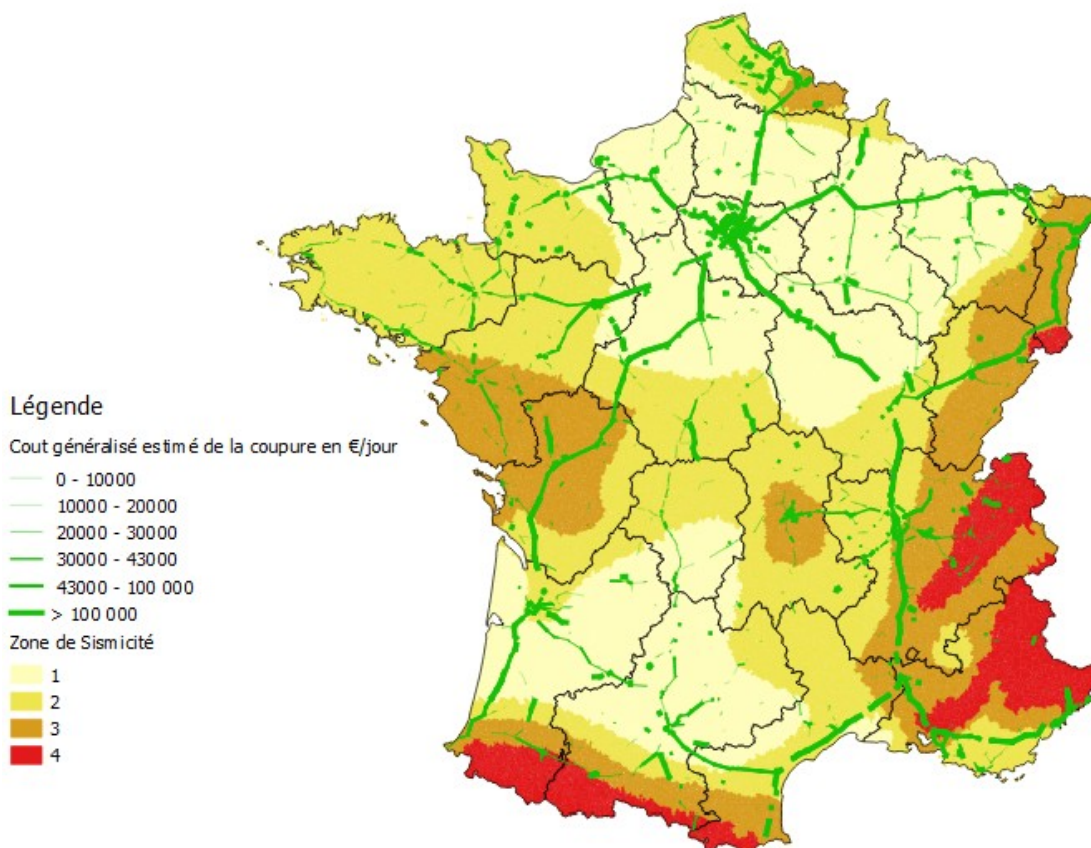 Légende
Cout généralisé estimé de la coupure en €/jour
0 - 10000
10000 - 20000
20000 - 30000
30000 - 43000
43000 - 100 000
> 100 000
Zone de Sismicité
1
2
3
4